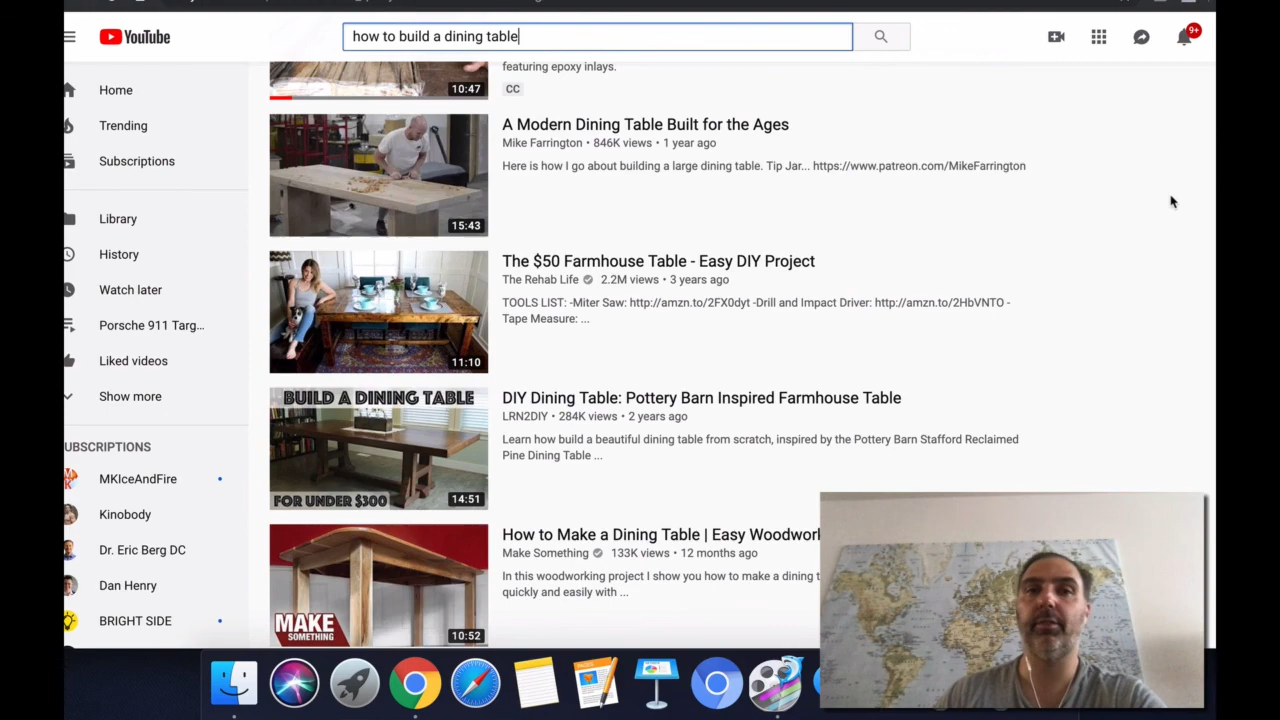 YouTube
how to build a dining table
9+
featuring epoxy inlays.
10:47
CC
Home
Trending
Subscriptions
Library
History
Watch later
Porsche 911 Targ...
Liked videos
Show more
UBSCRIPTIONS
MKIceAndFire
Kinobody
Dr. Eric Berg DC
Dan Henry
BRIGHT SIDE
A Modern Dining Table Built for the Ages
Mike Farrington • 846K views • 1 year ago
Here is how I go about building a large dining table. Tip Jar... https://www.patreon.com/MikeFarrington
15:43
The $50 Farmhouse Table - Easy DIY Project
The Rehab Life 2.2M views • 3 years ago
TOOLS LIST: -Miter Saw: http://amzn.to/2FX0dyt -Drill and Impact Driver: http://amzn.to/2HbVNTO -
Tape Measure: ...
11:10
BUILD A DINING TABLE
FOR UNDER $300
14:51
DIY Dining Table: Pottery Barn Inspired Farmhouse Table
LRN2DIY • 284K views • 2 years ago
Learn how build a beautiful dining table from scratch, inspired by the Pottery Barn Stafford Reclaimed
Pine Dining Table ...
MAKE
SOMETHING
10:52
How to Make a Dining Table | Easy Woodwor
Make Something 133K views • 12 months ago
In this woodworking project I show you how to make a dining t
quickly and easily with ...
PAGES